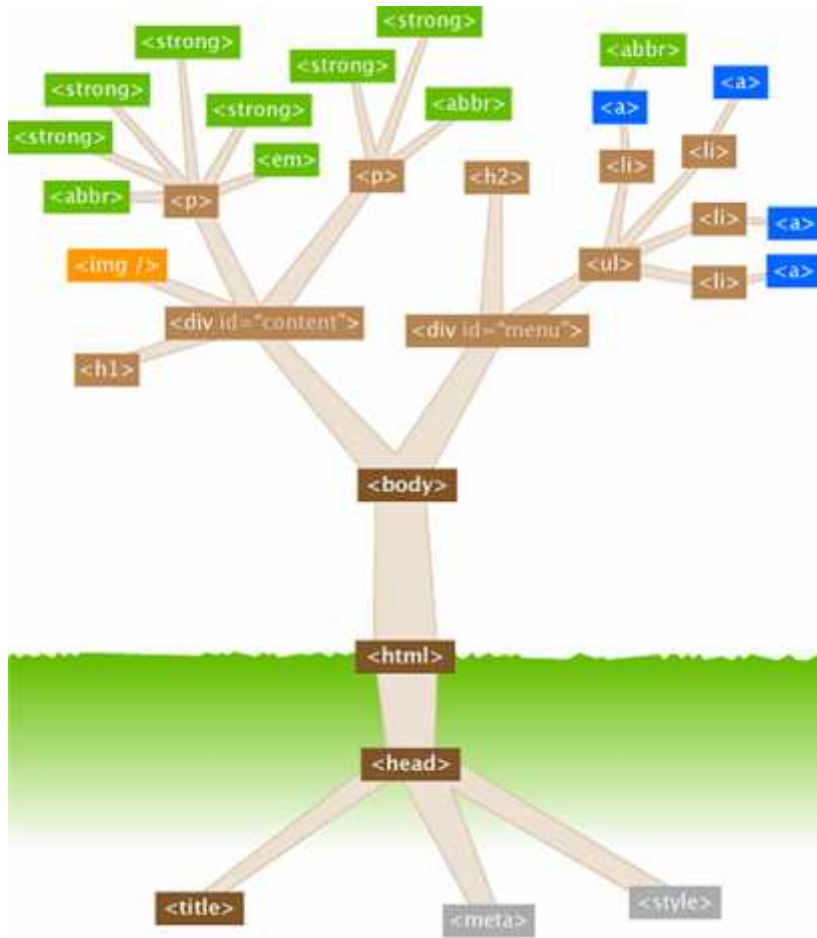 <strong>
<strong>
<abbr>
<strong>
<strong>
<a>
<strong>
<strong>
<abbr>
<a>
<strong>
<li>
<em>
<li>
<p>
<h2>
<abbr>
<p>
<li>
<a>
<img />
<ul>
<li>
<a>
<div id="content">
<div id="menu">
<h1>
<body>
<html>
<head>
<title>
<meta>
<style>